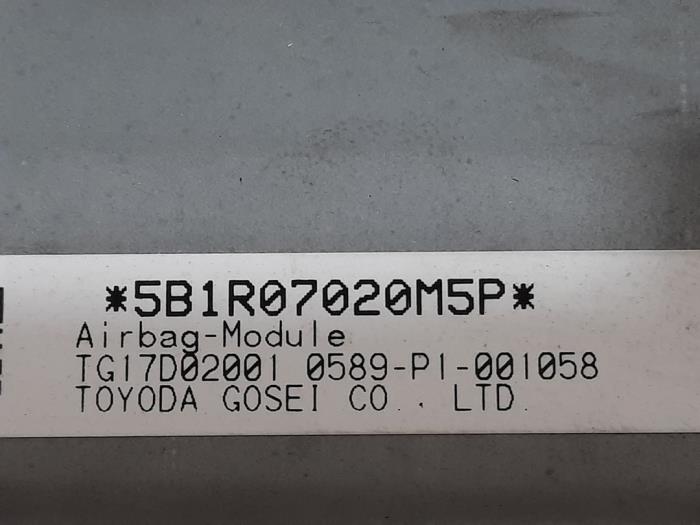 *5B1R07020M5P*
Airbag-Module
TG17D02001 0589-P1-001058
TOYODA GOSEI CO., LTD.